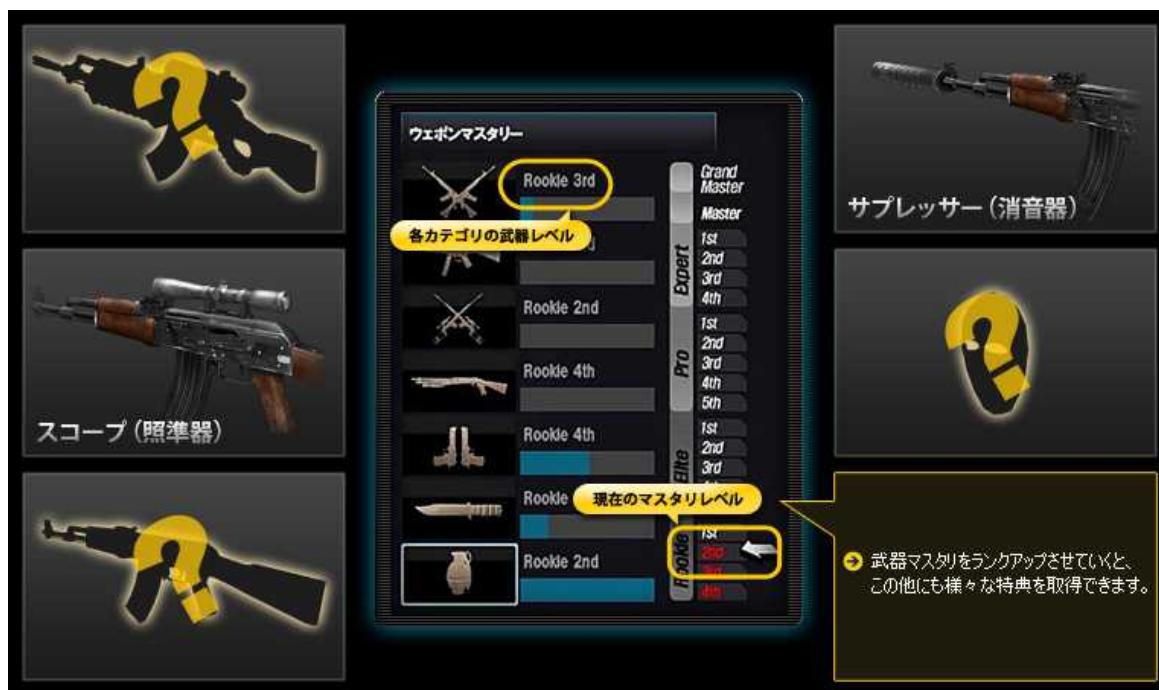 ?
スコープ（照準器）
?
ウェポンマスタリー
Rookie 3rd
各カテゴリの武器レベル
Rookie 2nd
Rookie 4th
Rookie 4th
Rookie
Rookie 2nd
Grand
Master
Master
Expert
1st
2nd
3rd
4th
Pro
1st
2nd
3rd
4th
5th
Elite
1st
2nd
3rd
現在のマスタリレベル
Rookie
1st
2nd
3rd
4th
サプレッサー（消音器）
?
武器マスタリをランクアップさせていくと、
この他にも様々な特典を取得できます。